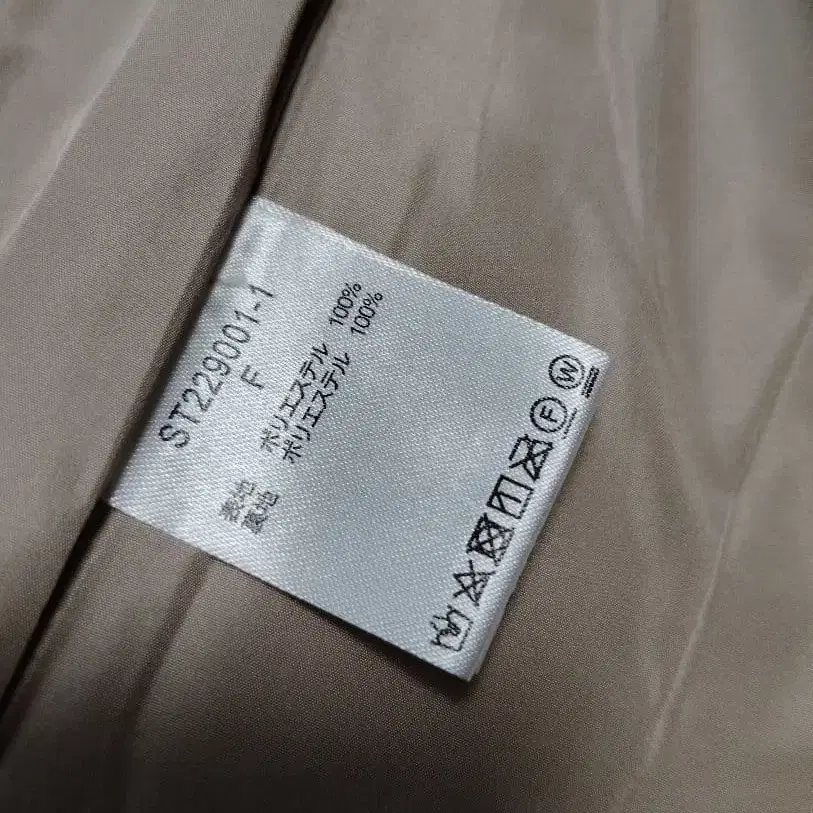 ST229001-1
F
表地 ポリエステル 100%
裏地 ポリエステル 100%
F
W